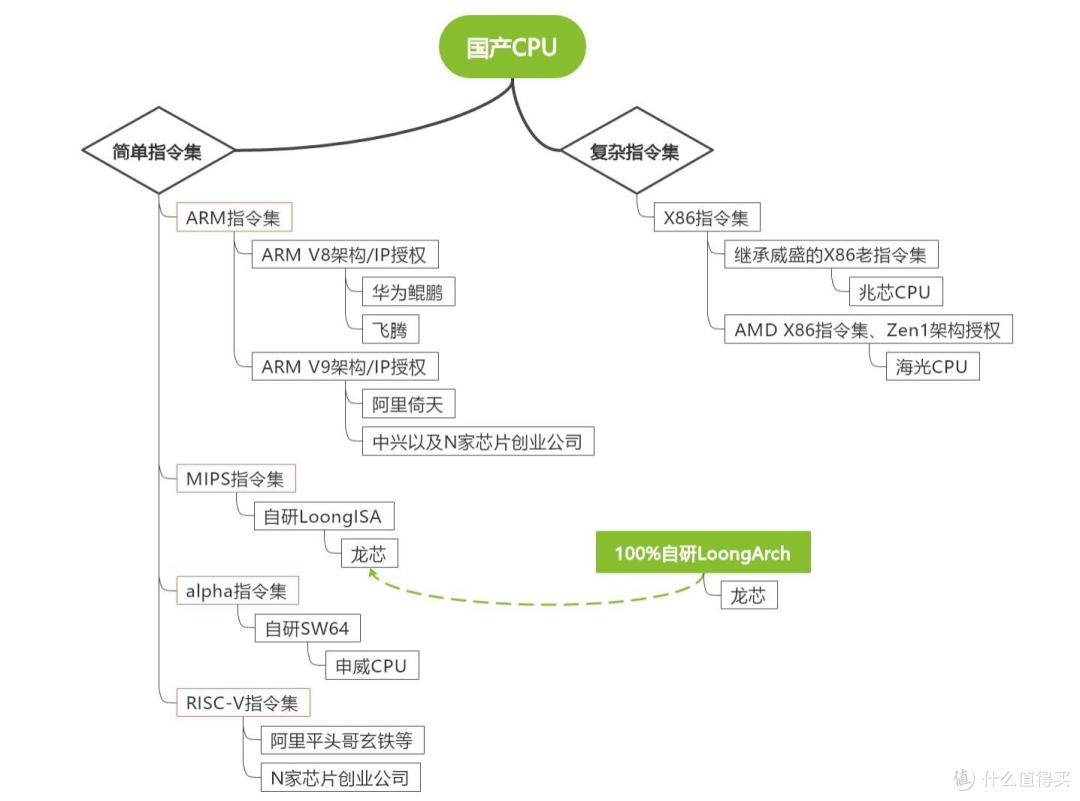 国产CPU
简单指令集
ARM指令集
ARM V8架构/IP授权
华为鲲鹏
飞腾
ARM V9架构/IP授权
阿里倚天
中兴以及N家芯片创业公司
MIPS指令集
自研LoongISA
龙芯
alpha指令集
自研SW64
申威CPU
RISC-V指令集
阿里平头哥玄铁等
N家芯片创业公司
复杂指令集
X86指令集
继承威盛的X86老指令集
兆芯CPU
AMD X86指令集、Zen1架构授权
海光CPU
100%自研LoongArch
龙芯
值 什么值得买